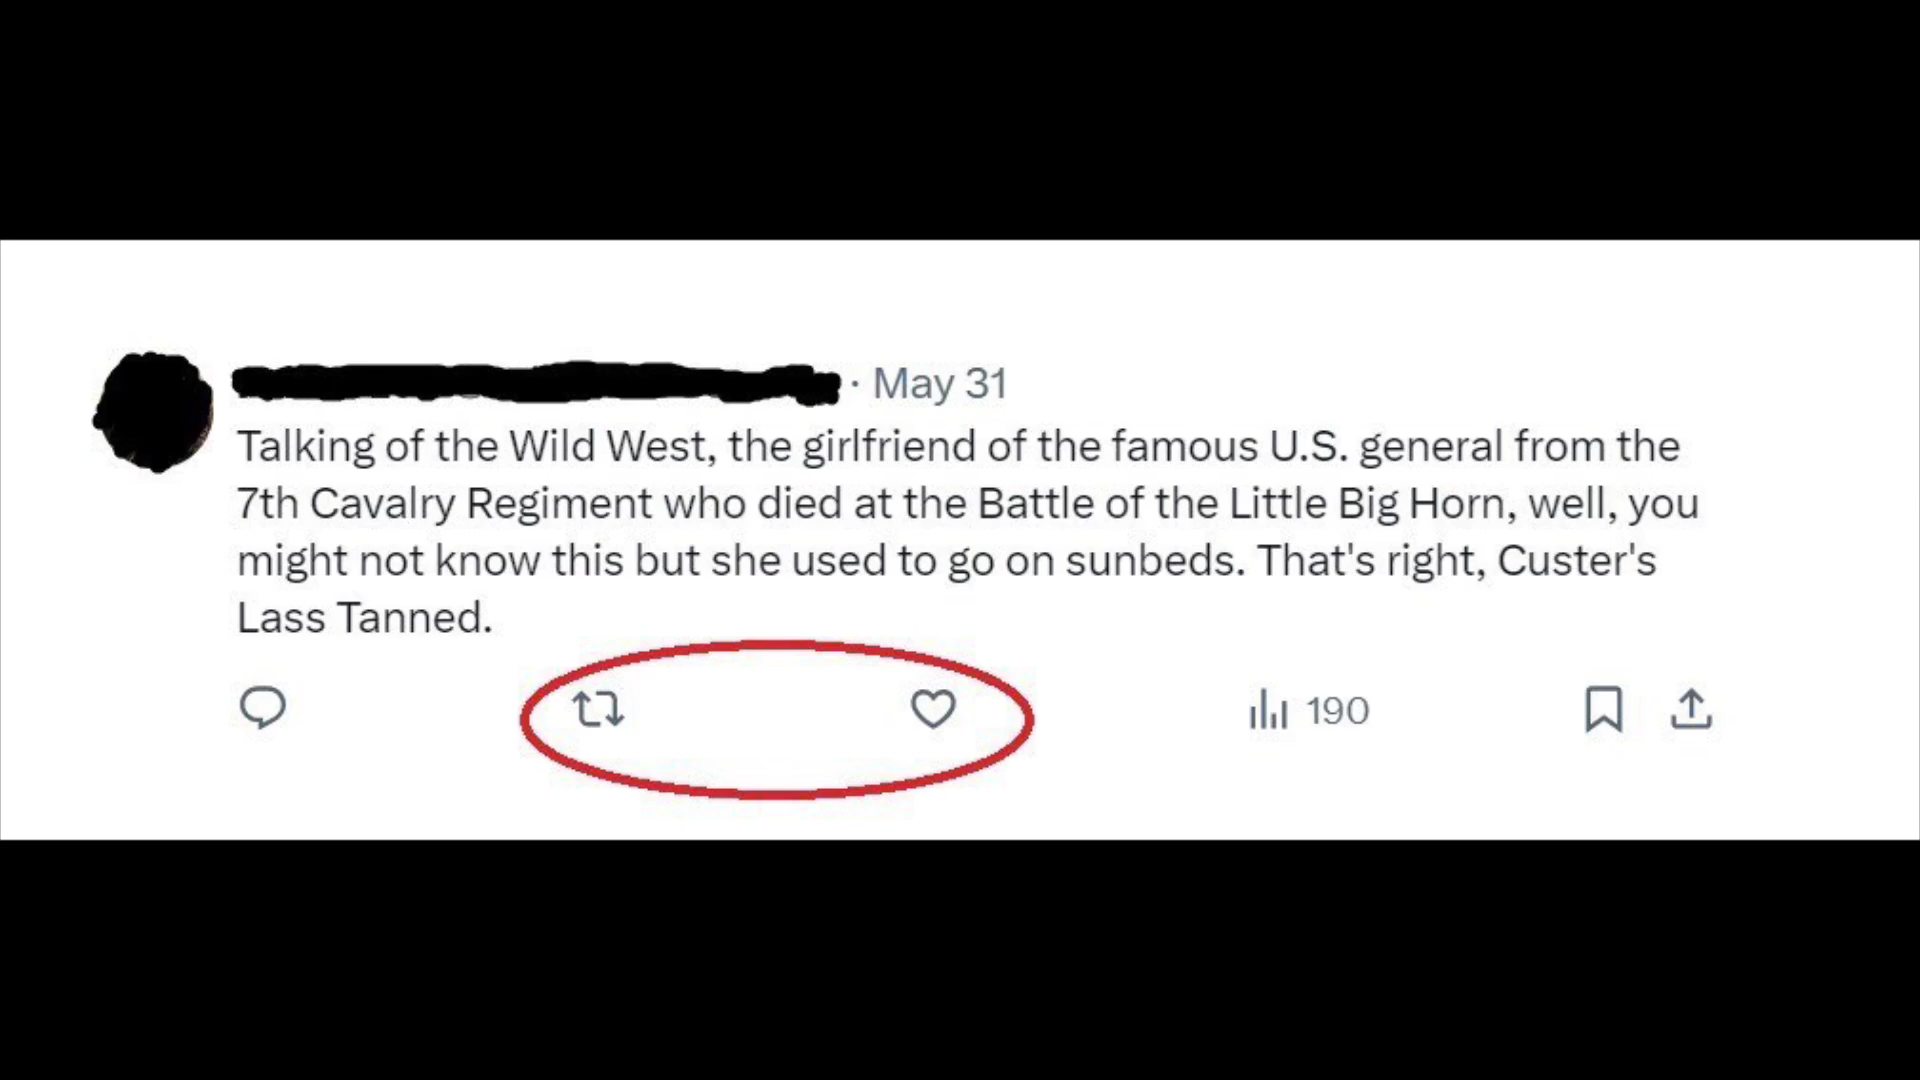 · May 31
Talking of the Wild West, the girlfriend of the famous U.S. general from the
7th Cavalry Regiment who died at the Battle of the Little Big Horn, well, you
might not know this but she used to go on sunbeds. That's right, Custer's
Lass Tanned.
190